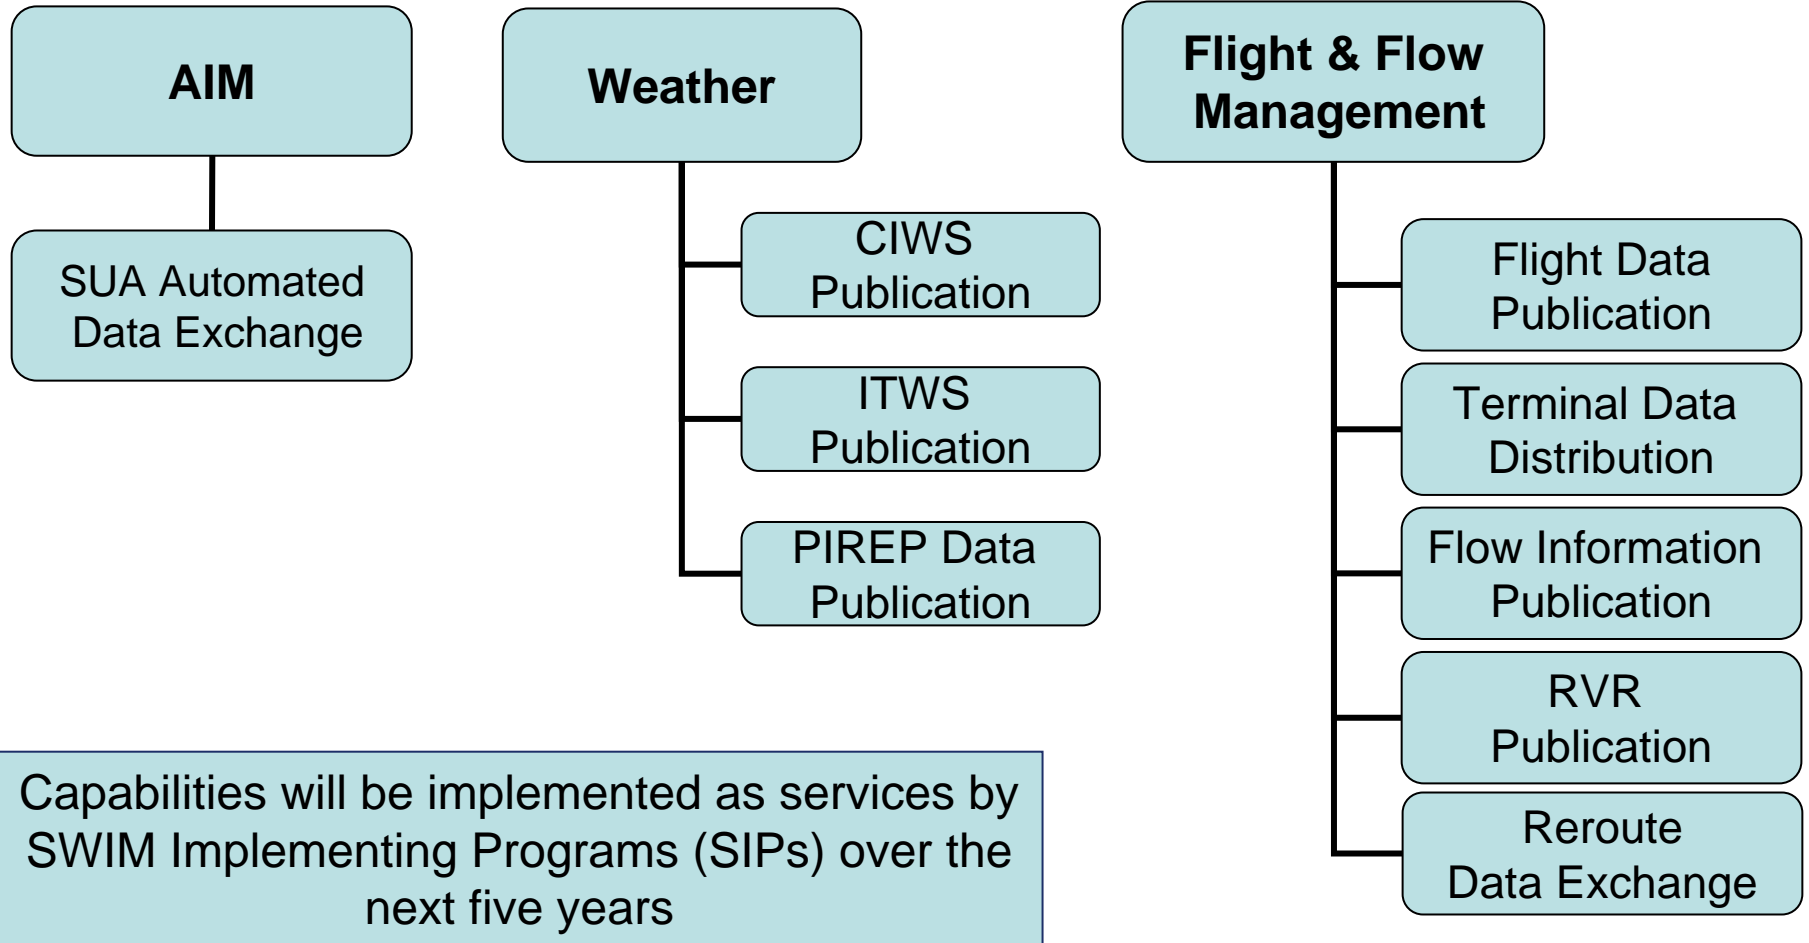 AIM
SUA Automated
Data Exchange
Weather
CIWS
Publication
ITWS
Publication
PIREP Data
Publication
Flight & Flow
Management
Flight Data
Publication
Terminal Data
Distribution
Flow Information
Publication
RVR
Publication
Reroute
Data Exchange
Capabilities will be implemented as services by
SWIM Implementing Programs (SIPs) over the
next five years